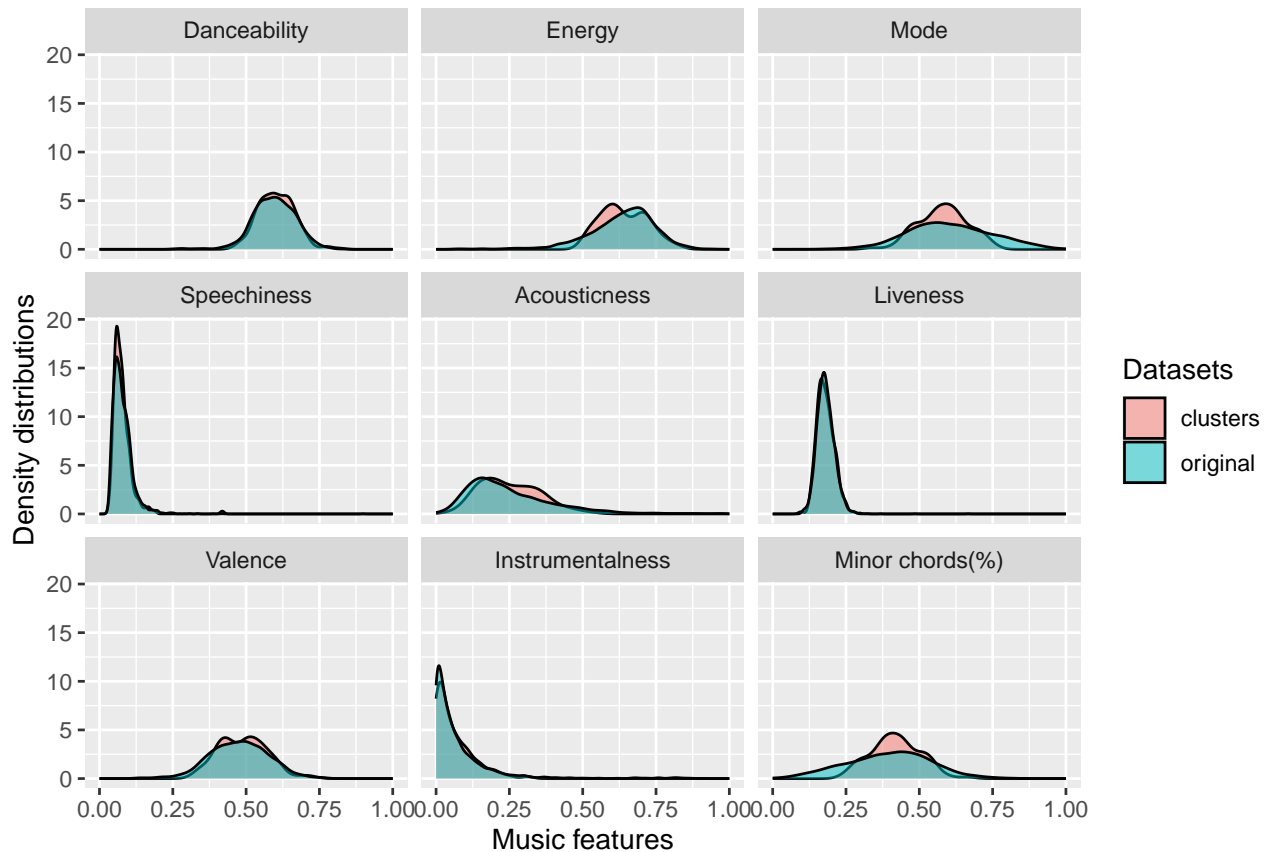 Danceability Energy Mode
20
15
10
5
0
Speechiness Acousticness Liveness
20
15
10
5
0
Valence Instrumentalness Minor chords(%)
20
15
10
5
0
0.00 0.25 0.50 0.75 1.00 0.00 0.25 0.50 0.75 1.00 0.00 0.25 0.50 0.75 1.00
Music features
Density distributions
Datasets
clusters
original